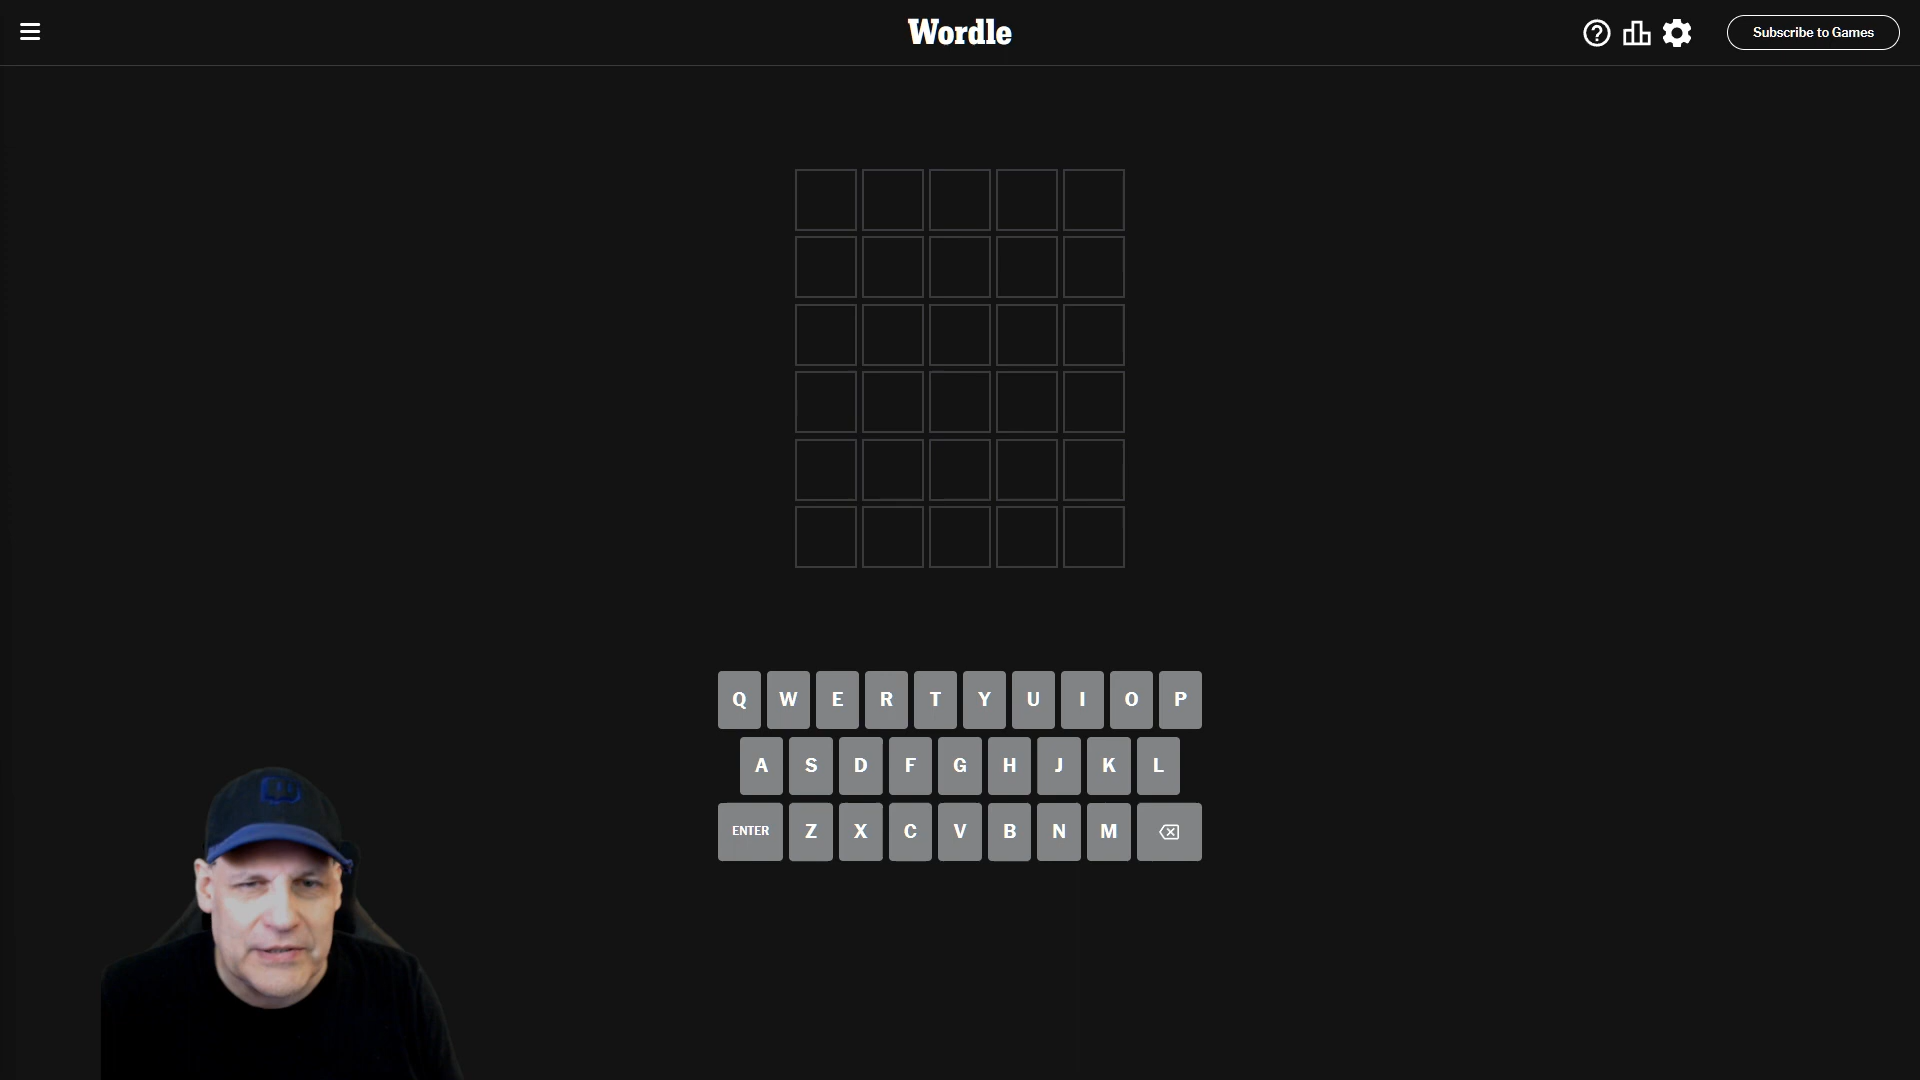 Wordle
Subscribe to Games
Q W E R T Y U I O P
A S D F G H J K L
ENTER Z X C V B N M